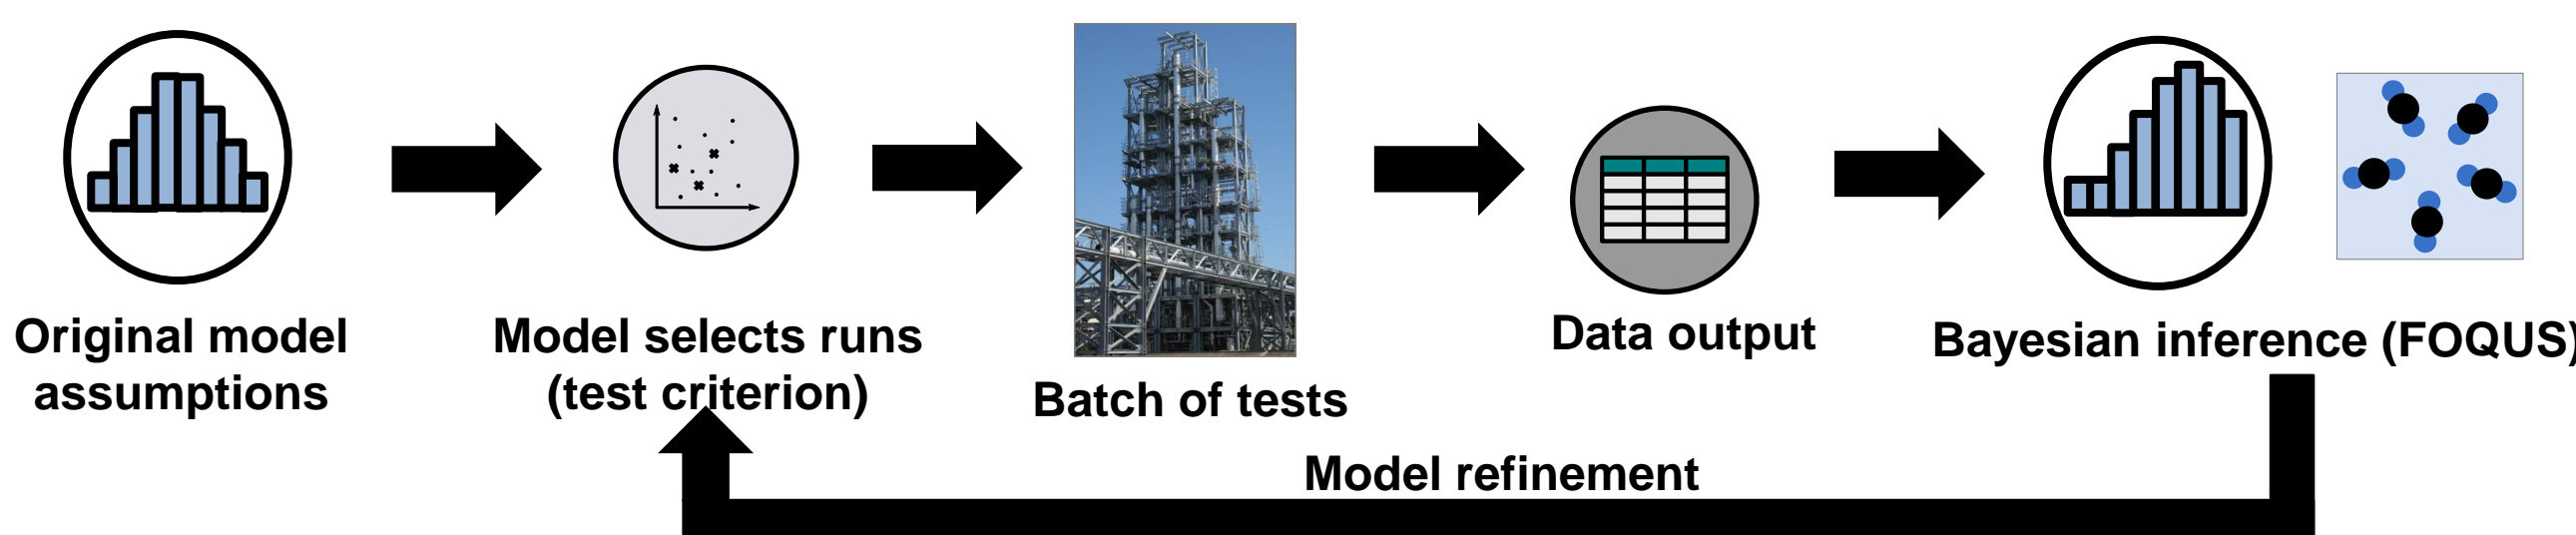 Original model
assumptions
Model selects runs
(test criterion)
Batch of tests
Data output
Bayesian inference (FOQUS)
Model refinement